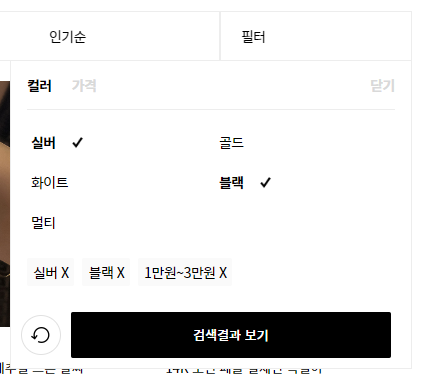 인기순 필터
컬러 가격 닫기
실버 골드
화이트 블랙
멀티
실버 X 블랙 X 1만원~3만원 X
검색결과 보기